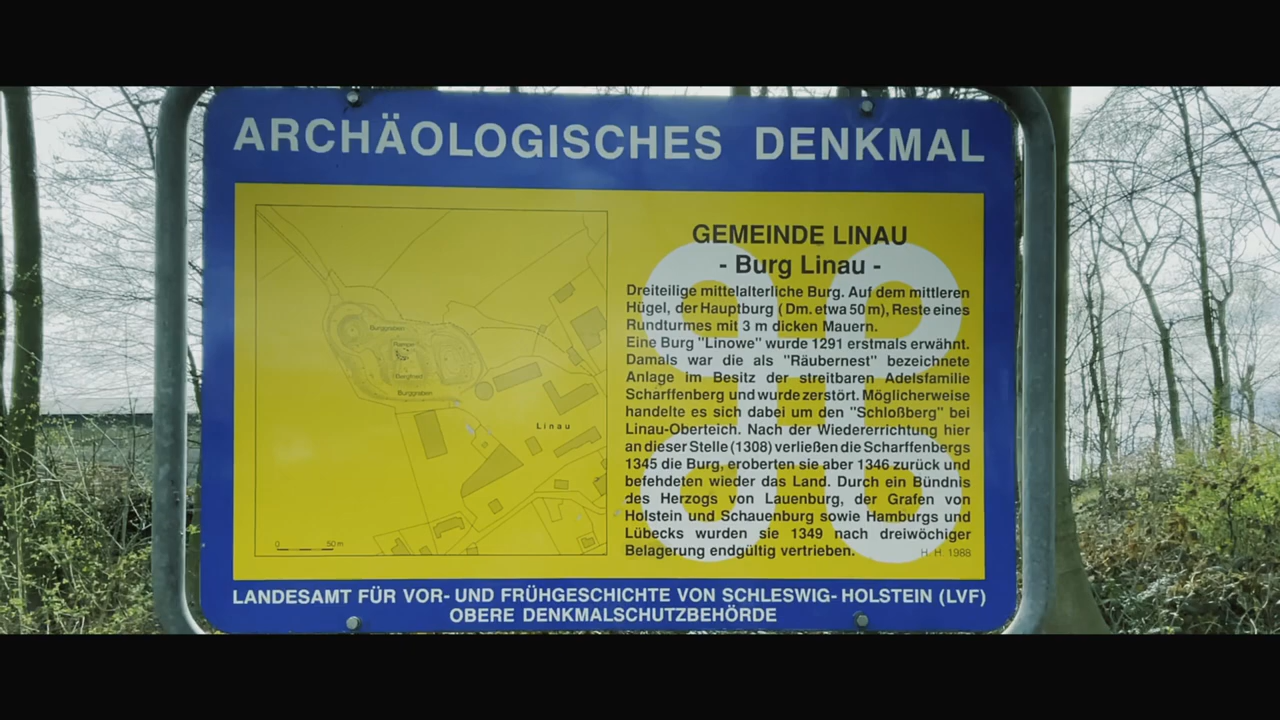 ARCHÄOLOGISCHES DENKMAL
Burggraben
Rampe
Burgfried
Burggraben
Linau
0 50 m
GEMEINDE LINAU
- Burg Linau -
Dreiteilige mittelalterliche Burg. Auf dem mittleren
Hügel, der Hauptburg (Dm. etwa 50 m), Reste eines
Rundturmes mit 3 m dicken Mauern.
Eine Burg "Linowe" wurde 1291 erstmals erwähnt.
Damals war die als "Räubernest" bezeichnete
Anlage im Besitz der streitbaren Adelsfamilie
Scharffenberg und wurde zerstört. Möglicherweise
handelte es sich dabei um den "Schloßberg" bei
Linau-Oberteich. Nach der Wiedererrichtung hier
an dieser Stelle (1308) verließen die Scharffenbergs
1345 die Burg, eroberten sie aber 1346 zurück und
befehdeten wieder das Land. Durch ein Bündnis
des Herzogs von Lauenburg, der Grafen von
Holstein und Schauenburg sowie Hamburgs und
Lübecks wurden sie 1349 nach dreiwöchiger
Belagerung endgültig vertrieben.
H. H. 1988
LANDESAMT FÜR VOR- UND FRÜHGESCHICHTE VON SCHLESWIG-HOLSTEIN (LVF)
OBERE DENKMALSCHUTZBEHÖRDE